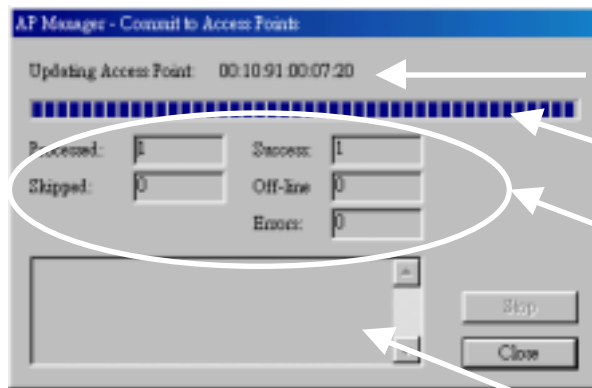 AP Manager - Commit to Access Points
Updating Access Point: 00:10:91:00:07:20
Processed: 1 Success: 1
Skipped: 0 Off-line 0
Errors: 0
Stop
Close